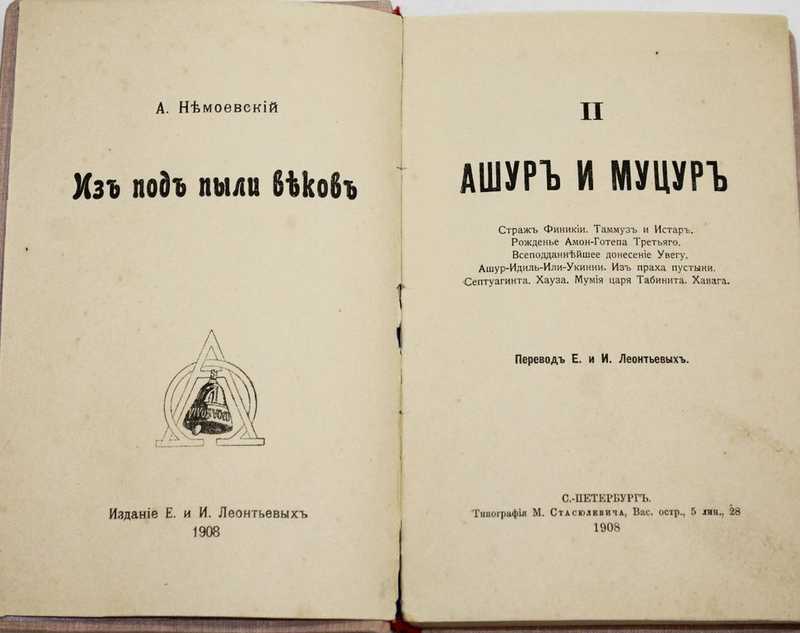 А. Нѣмоевскій
Изъ подъ пыли вѣковъ
Изданіе Е. и И. Леонтьевыхъ
1908
II
АШУРЪ И МУЦУРЪ
Стражъ Финикіи. Таммузъ и Истаръ.
Рожденье Амон-Готепа Третьяго.
Всеподданнѣйшее донесеніе Увегу.
Ашур-Идиль-Или-Укинни. Изъ праха пустыни.
Септуагинта. Хауза. Мумія царя Табинита. Хавага.
Переводъ Е. и И. Леонтьевыхъ.
С.-ПЕТЕРБУРГЪ.
Типографія М. Стасюлевича, Вас. остр., 5 лин., 28
1908